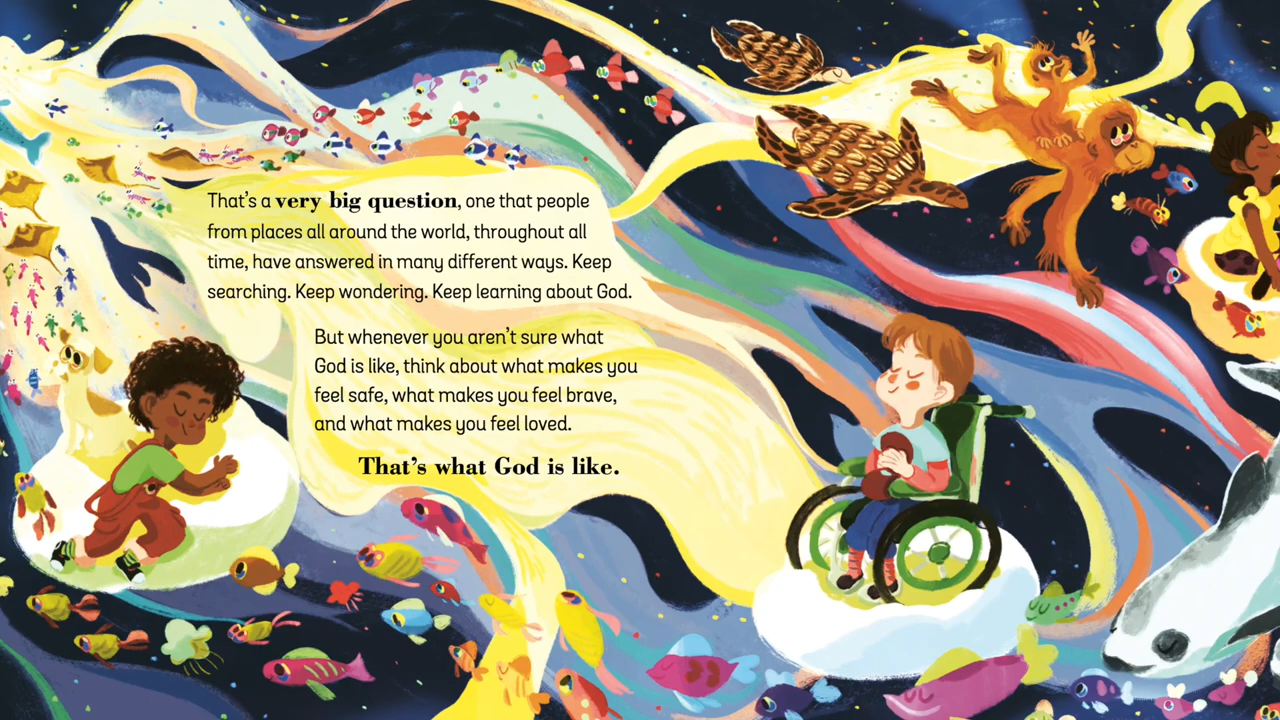 That's a very big question, one that people
from places all around the world, throughout all
time, have answered in many different ways. Keep
searching. Keep wondering. Keep learning about God.
But whenever you aren't sure what
God is like, think about what makes you
feel safe, what makes you feel brave,
and what makes you feel loved.
That's what God is like.